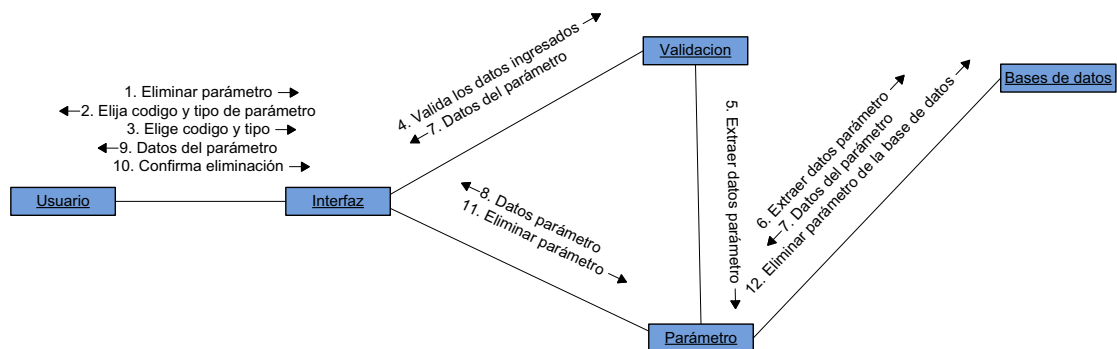 1. Eliminar parámetro
2. Elija codigo y tipo de parámetro
3. Elige codigo y tipo
9. Datos del parámetro
10. Confirma eliminación
Usuario
Interfaz
4. Valida los datos ingresados
7. Datos del parámetro
Validacion
8. Datos parámetro
11. Eliminar parámetro
5. Extraer datos parámetro
Parámetro
6. Extraer datos parámetro
7. Datos del parámetro
12. Eliminar parámetro de la base de datos
Bases de datos